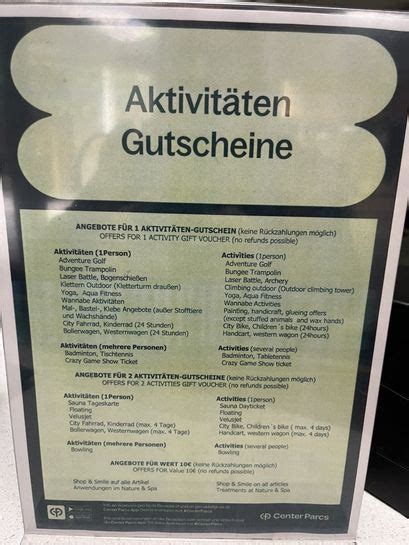 Aktivitäten
Gutscheine
ANGEBOTE FÜR 1 AKTIVITÄTEN-GUTSCHEIN (keine Rückzahlungen möglich)
OFFERS FOR 1 ACTIVITY GIFT VOUCHER (no refunds possible)
Aktivitäten (1Person)
Adventure Golf
Bungee Trampolin
Laser Battle, Bogenschießen
Klettern Outdoor (Kletterturm draußen)
Yoga, Aqua Fitness
Wannabe Aktivitäten
Mal-, Bastel-, Klebe Angebote (außer Stofftiere
und Wachshände)
City Fahrrad, Kinderrad (24 Stunden)
Bollerwagen, Westernwagen (24 Stunden)
Aktivitäten (mehrere Personen)
Badminton, Tischtennis
Crazy Game Show Ticket
Activities (1person)
Adventure Golf
Bungee Trampolin
Laser Battle, Archery
Climbing outdoor (Outdoor climbing tower)
Yoga, Aqua Fitness
Wannabe Activities
Painting, handcraft, glueing offers
(except stuffed animals and wax hands)
City Bike, Children´s bike (24hours)
Handcart, western wagon (24hours)
Activities (several people)
Badminton, Tabletennis
Crazy Game Show ticket
ANGEBOTE FÜR 2 AKTIVITÄTEN-GUTSCHEINE (keine Rückzahlungen möglich)
OFFERS FOR 2 ACTIVITIES GIFT VOUCHER (no refunds possible)
Aktivitäten (1Person)
Sauna Tageskarte
Floating
Velusjet
City Fahrrad, Kinderrad (max. 4 Tage)
Bollerwagen, Westernwagen (max. 4 Tage)
Aktivitäten (mehrere Personen)
Bowling
Activities (1person)
Sauna Dayticket
Floating
Velusjet
City Bike, Children´s bike ( max. 4 days)
Handcart, western wagon (max. 4 days)
Activities (several people)
Bowling
ANGEBOTE FÜR WERT 10€ (keine Rückzahlungen möglich)
OFFERS FOR Value 10€ (no refunds possible)
Shop & Smile auf alle Artikel
Anwendungen im Nature & Spa
Shop & Smile on all articles
Treatments at Nature & Spa
Center Parcs